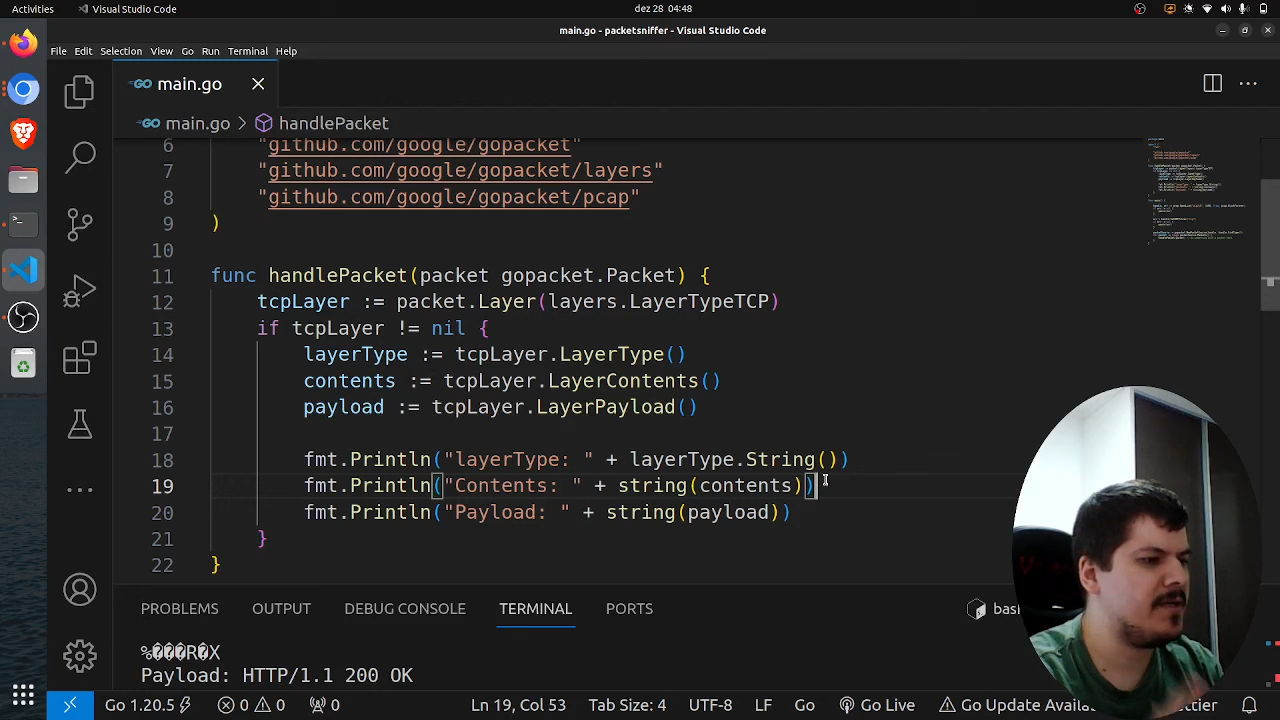 Activities
Visual Studio Code
dez 28 04:48
main.go - packetsniffer - Visual Studio Code
File Edit Selection View Go Run Terminal Help
GO main.go
GO main.go > handlePacket
6 "github.com/google/gopacket"
7 "github.com/google/gopacket/layers"
8 "github.com/google/gopacket/pcap"
9 )
10
11 func handlePacket(packet gopacket.Packet) {
12 tcpLayer := packet.Layer(layers.LayerTypeTCP)
13 if tcpLayer != nil {
14 layerType := tcpLayer.LayerType()
15 contents := tcpLayer.LayerContents()
16 payload := tcpLayer.LayerPayload()
17
18 fmt.Println("layerType: " + layerType.String())
19 fmt.Println("Contents: " + string(contents))
20 fmt.Println("Payload: " + string(payload))
21 }
22 }
PROBLEMS OUTPUT DEBUG CONSOLE TERMINAL PORTS
%���R�X
Payload: HTTP/1.1 200 OK
Go 1.20.5 0 0 0 Ln 19, Col 53 Tab Size: 4 UTF-8 LF Go Go Live Go Update